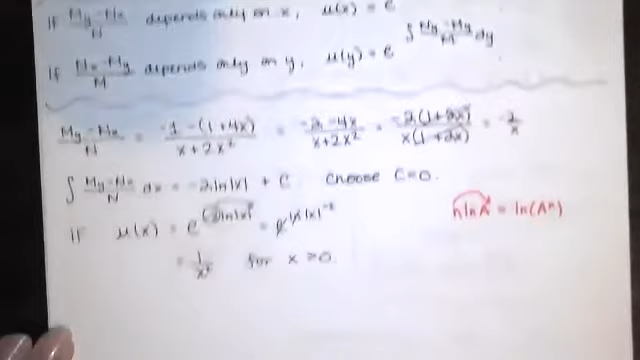 If (My - Nx)/N depends only on x, μ(x) = e
If (Nx - My)/M depends only on y, μ(y) = e ∫ (Nx - My)/M dy
(My - Nx)/N = (-1 - (1+4x))/(x+2x²) = (-2-4x)/(x+2x²) = -2(1+2x)/(x(1+2x)) = -2/x
∫ (My - Nx)/N dx = -2ln|x| + C choose C=0.
n ln A = ln(Aⁿ)
If μ(x) = e^(-2ln|x|) = e^(ln|x|⁻²)
= 1/x² for x>0.